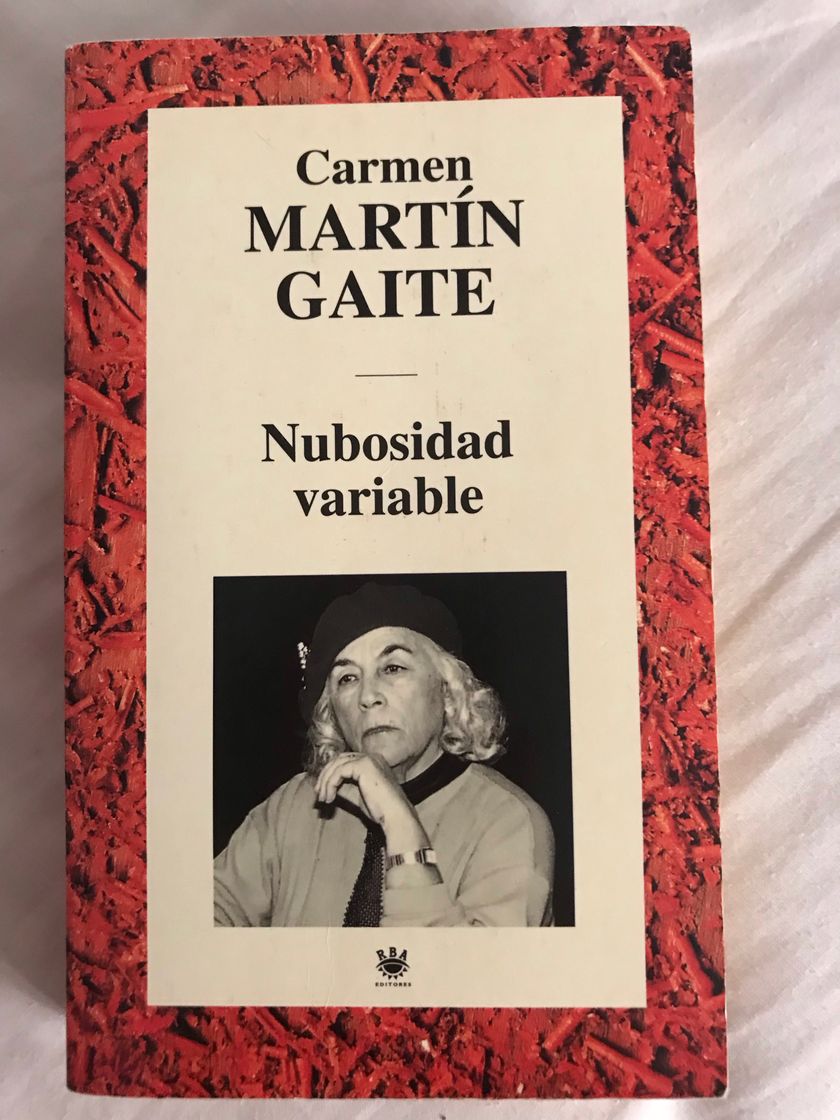 Carmen
MARTÍN
GAITE
Nubosidad
variable
RBA
EDITORES